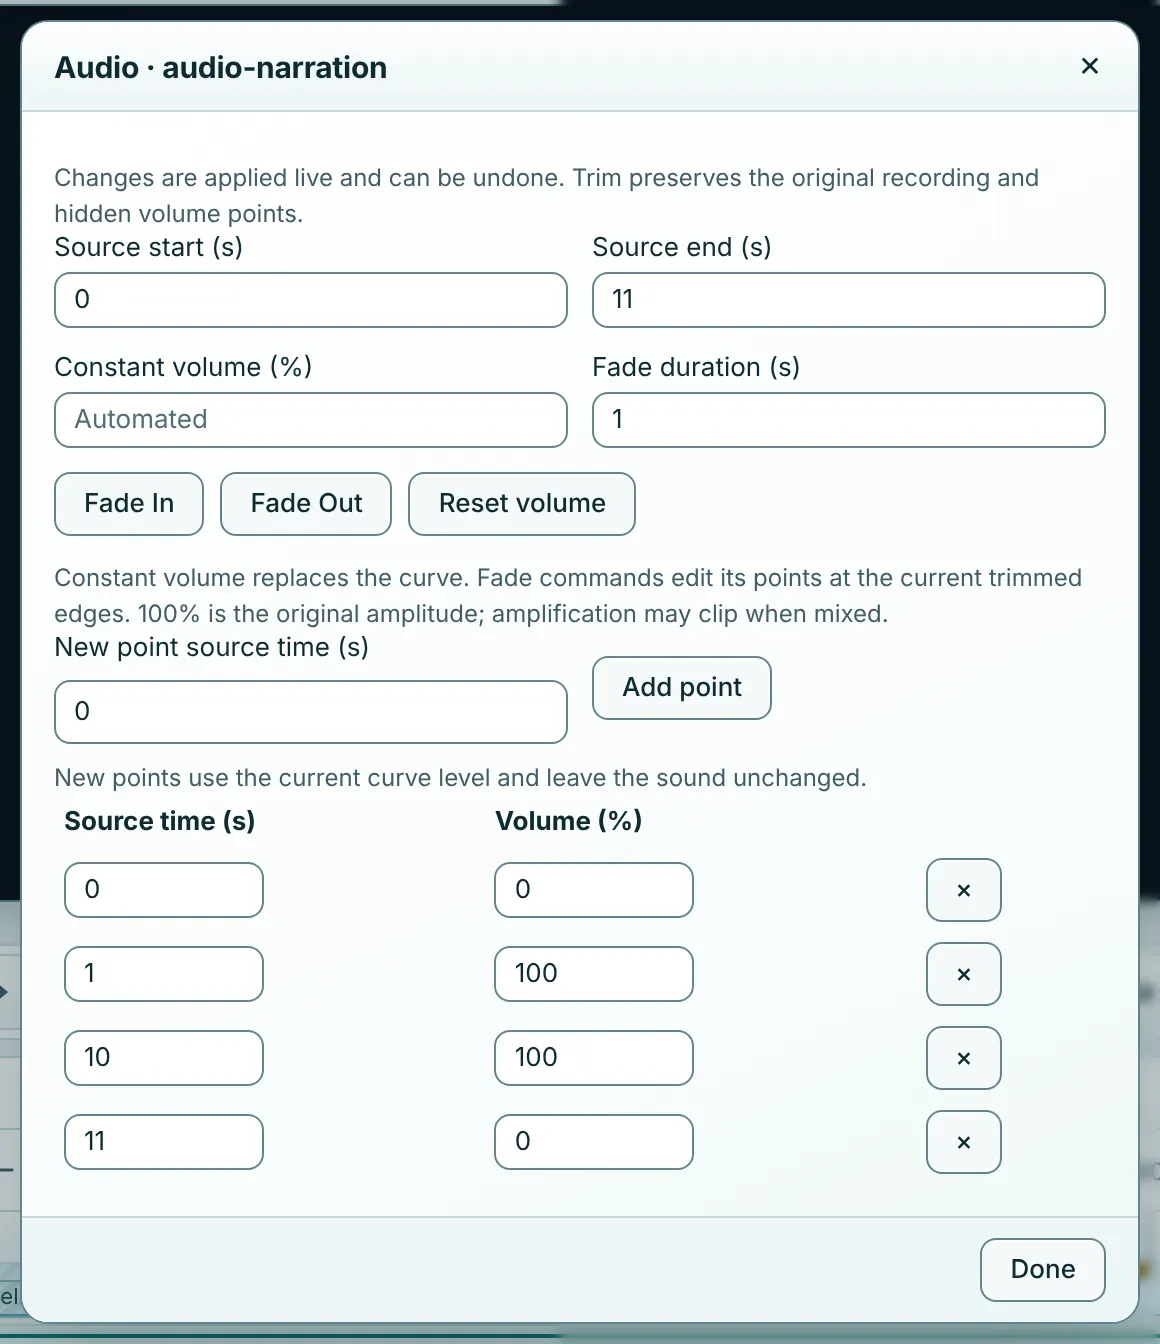 Audio · audio-narration
×
Changes are applied live and can be undone. Trim preserves the original recording and
hidden volume points.
Source start (s)
Source end (s)
0
11
Constant volume (%)
Fade duration (s)
Automated
1
Fade In
Fade Out
Reset volume
Constant volume replaces the curve. Fade commands edit its points at the current trimmed
edges. 100% is the original amplitude; amplification may clip when mixed.
New point source time (s)
0
Add point
New points use the current curve level and leave the sound unchanged.
Source time (s)
Volume (%)
0
0
×
1
100
×
10
100
×
11
0
×
Done
el